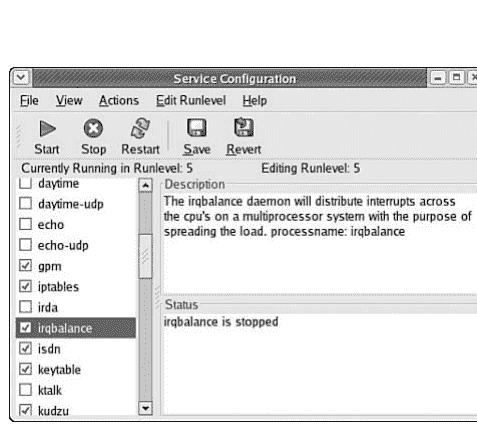 Service Configuration
File View Actions Edit Runlevel Help
Start Stop Restart Save Revert
Currently Running in Runlevel: 5 Editing Runlevel: 5
daytime
daytime-udp
echo
echo-udp
gpm
iptables
irda
irqbalance
isdn
keytable
ktalk
kudzu
Description
The irqbalance daemon will distribute interrupts across
the cpu's on a multiprocessor system with the purpose of
spreading the load. processname: irqbalance
Status
irqbalance is stopped